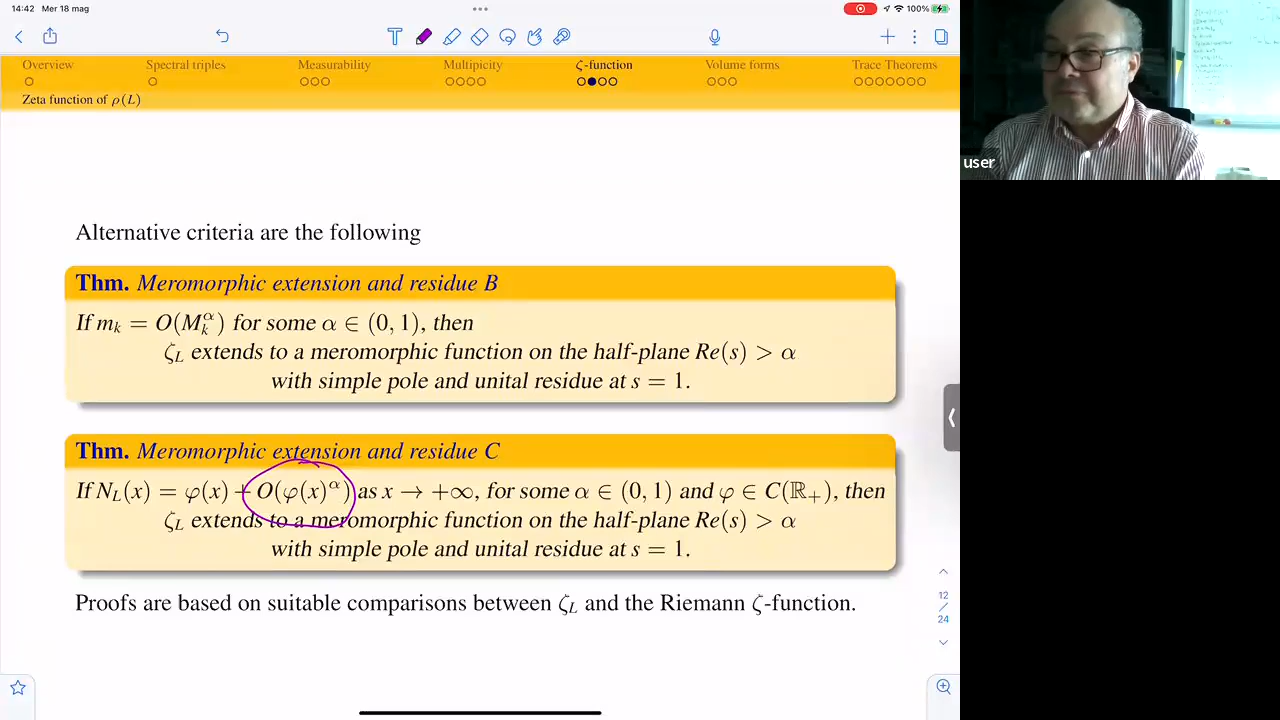 14:42 Mer 18 mag
100%
Overview Spectral triples Measurability Multipicity ζ-function Volume forms Trace Theorems
Zeta function of ρ(L)
Alternative criteria are the following
Thm. Meromorphic extension and residue B
If m_k = O(M_k^α) for some α ∈ (0, 1), then
ζ_L extends to a meromorphic function on the half-plane Re(s) > α
with simple pole and unital residue at s = 1.
Thm. Meromorphic extension and residue C
If N_L(x) = φ(x) + O(φ(x)^α) as x → +∞, for some α ∈ (0, 1) and φ ∈ C(ℝ_+), then
ζ_L extends to a meromorphic function on the half-plane Re(s) > α
with simple pole and unital residue at s = 1.
Proofs are based on suitable comparisons between ζ_L and the Riemann ζ-function.
12
/
24
user